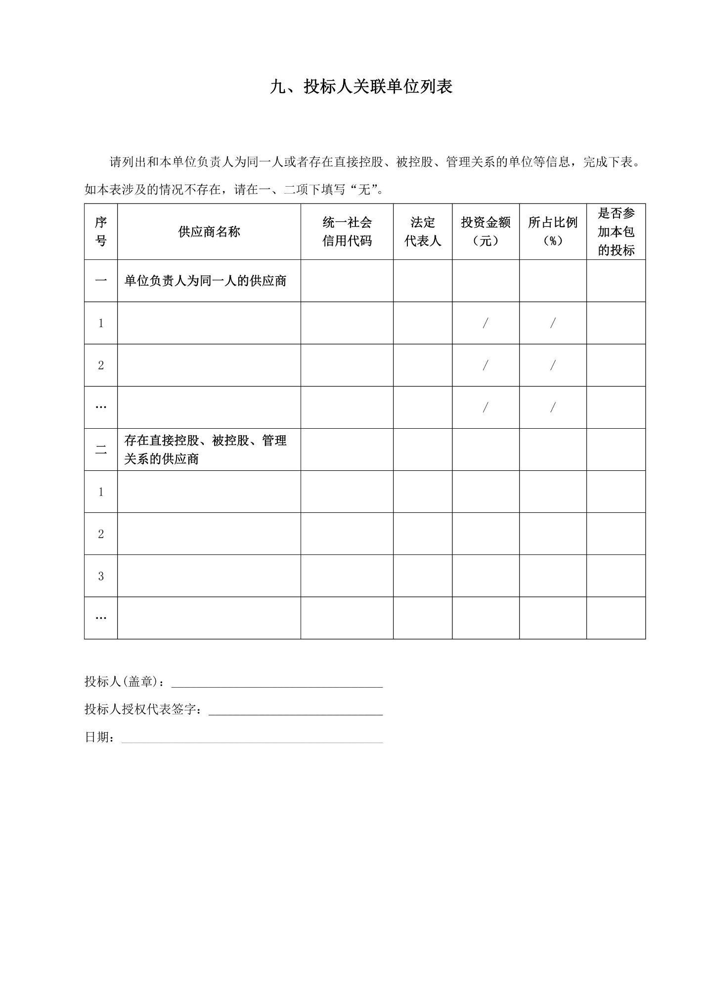 九、投标人关联单位列表
请列出和本单位负责人为同一人或者存在直接控股、被控股、管理关系的单位等信息，完成下表。
如本表涉及的情况不存在，请在一、二项下填写“无”。
序号 供应商名称 统一社会信用代码 法定代表人 投资金额（元） 所占比例（%） 是否参加本包的投标
一 单位负责人为同一人的供应商
1 / /
2 / /
… / /
二 存在直接控股、被控股、管理关系的供应商
1
2
3
…
投标人(盖章)：
投标人授权代表签字：
日期：